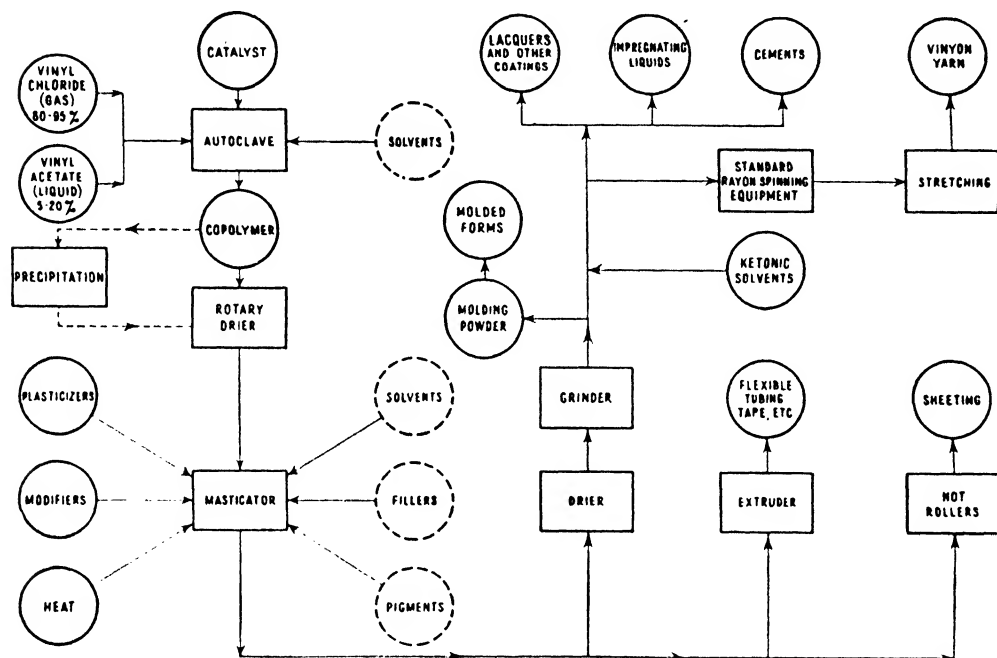 CATALYST
VINYL
CHLORIDE
(GAS)
80-95%
VINYL
ACETATE
(LIQUID)
5-20%
AUTOCLAVE
SOLVENTS
COPOLYMER
PRECIPITATION
ROTARY
DRIER
PLASTICIZERS
MODIFIERS
HEAT
MASTICATOR
SOLVENTS
FILLERS
PIGMENTS
LACQUERS
AND OTHER
COATINGS
IMPREGNATING
LIQUIDS
CEMENTS
VINYON
YARN
STANDARD
RAYON SPINNING
EQUIPMENT
STRETCHING
MOLDED
FORMS
MOLDING
POWDER
KETONIC
SOLVENTS
GRINDER
DRIER
FLEXIBLE
TUBING
TAPE, ETC
EXTRUDER
SHEETING
HOT
ROLLERS